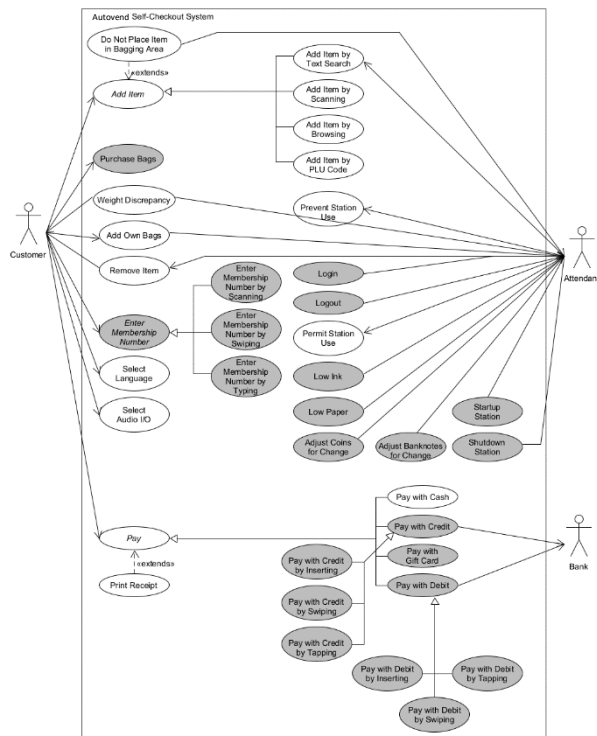 Autovend Self-Checkout System
Do Not Place Item
in Bagging Area
«extends»
Add Item
Add Item by
Text Search
Add Item by
Scanning
Add Item by
Browsing
Add Item by
PLU Code
Purchase Bags
Weight Discrepancy
Prevent Station
Use
Customer
Add Own Bags
Attendan
Remove Item
Enter
Membership
Number by
Scanning
Login
Logout
Enter
Membership
Number
Enter
Membership
Number by
Swiping
Permit Station
Use
Select
Language
Enter
Membership
Number by
Typing
Low Ink
Select
Audio I/O
Low Paper
Startup
Station
Adjust Coins
for Change
Adjust Banknotes
for Change
Shutdown
Station
Pay with Cash
Pay
Pay with Credit
Bank
«extends»
Pay with
Gift Card
Pay with Credit
by Inserting
Print Receipt
Pay with Debit
Pay with Credit
by Swiping
Pay with Credit
by Tapping
Pay with Debit
by Inserting
Pay with Debit
by Tapping
Pay with Debit
by Swiping